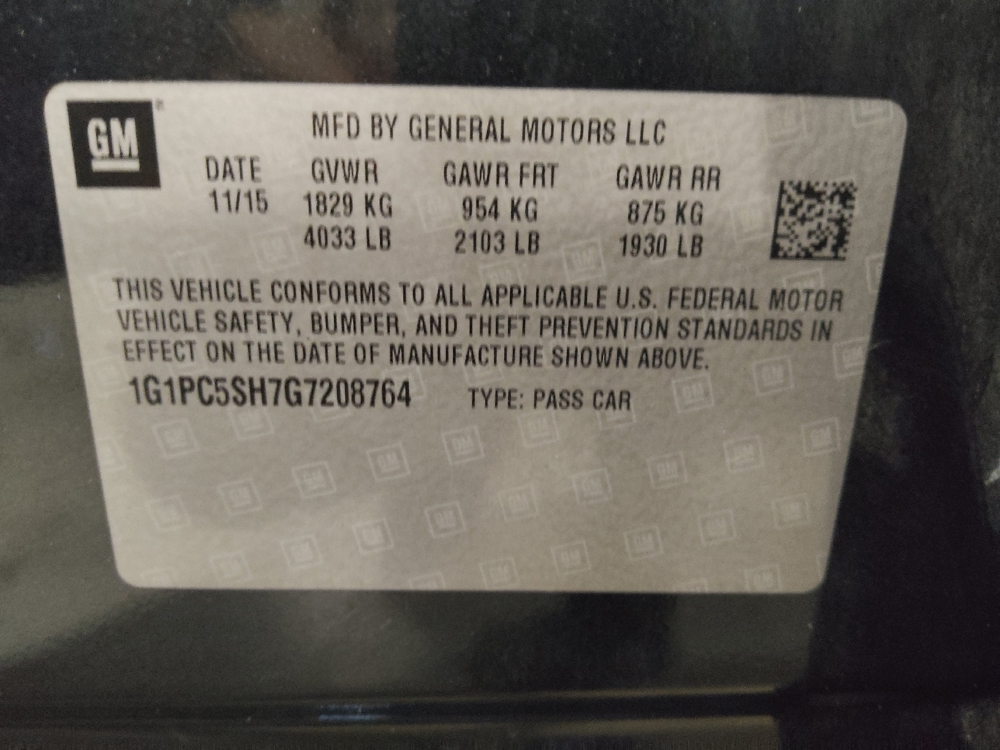 GM
MFD BY GENERAL MOTORS LLC
DATE GVWR GAWR FRT GAWR RR
11/15 1829 KG 954 KG 875 KG
4033 LB 2103 LB 1930 LB
THIS VEHICLE CONFORMS TO ALL APPLICABLE U.S. FEDERAL MOTOR
VEHICLE SAFETY, BUMPER, AND THEFT PREVENTION STANDARDS IN
EFFECT ON THE DATE OF MANUFACTURE SHOWN ABOVE.
1G1PC5SH7G7208764 TYPE: PASS CAR